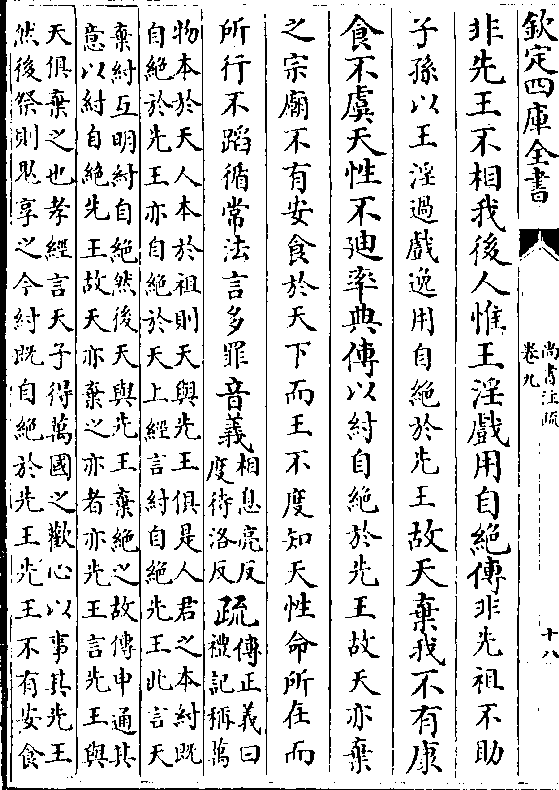 欽定四庫全書
尚書注疏
卷九
十八
非先王不相我後人惟王淫戲用自絕傳非先祖不助
子孫以王淫過戲逸用自絕於先王故天棄我不有康
食不虞天性不迪率典傳以紂自絕於先王故天亦棄
之宗廟不有安食於天下而王不度知天性命所在而
所行不蹈循常法言多罪音義相息亮反
度待洛反疏傳正義曰
禮記稱萬
物本於天人本於祖則天與先王俱是人君之本紂既
自絕於先王亦自絕於天上經言紂自絕先王此言天
棄紂互明紂自絕然後天與先王棄絕之故傳申通其
意以紂自絕先王故天亦棄之亦者亦先王言先王與
天俱棄之也孝經言天子得萬國之歡心以事其先王
然後祭則鬼享之今紂既自絕於先王先王不有安食